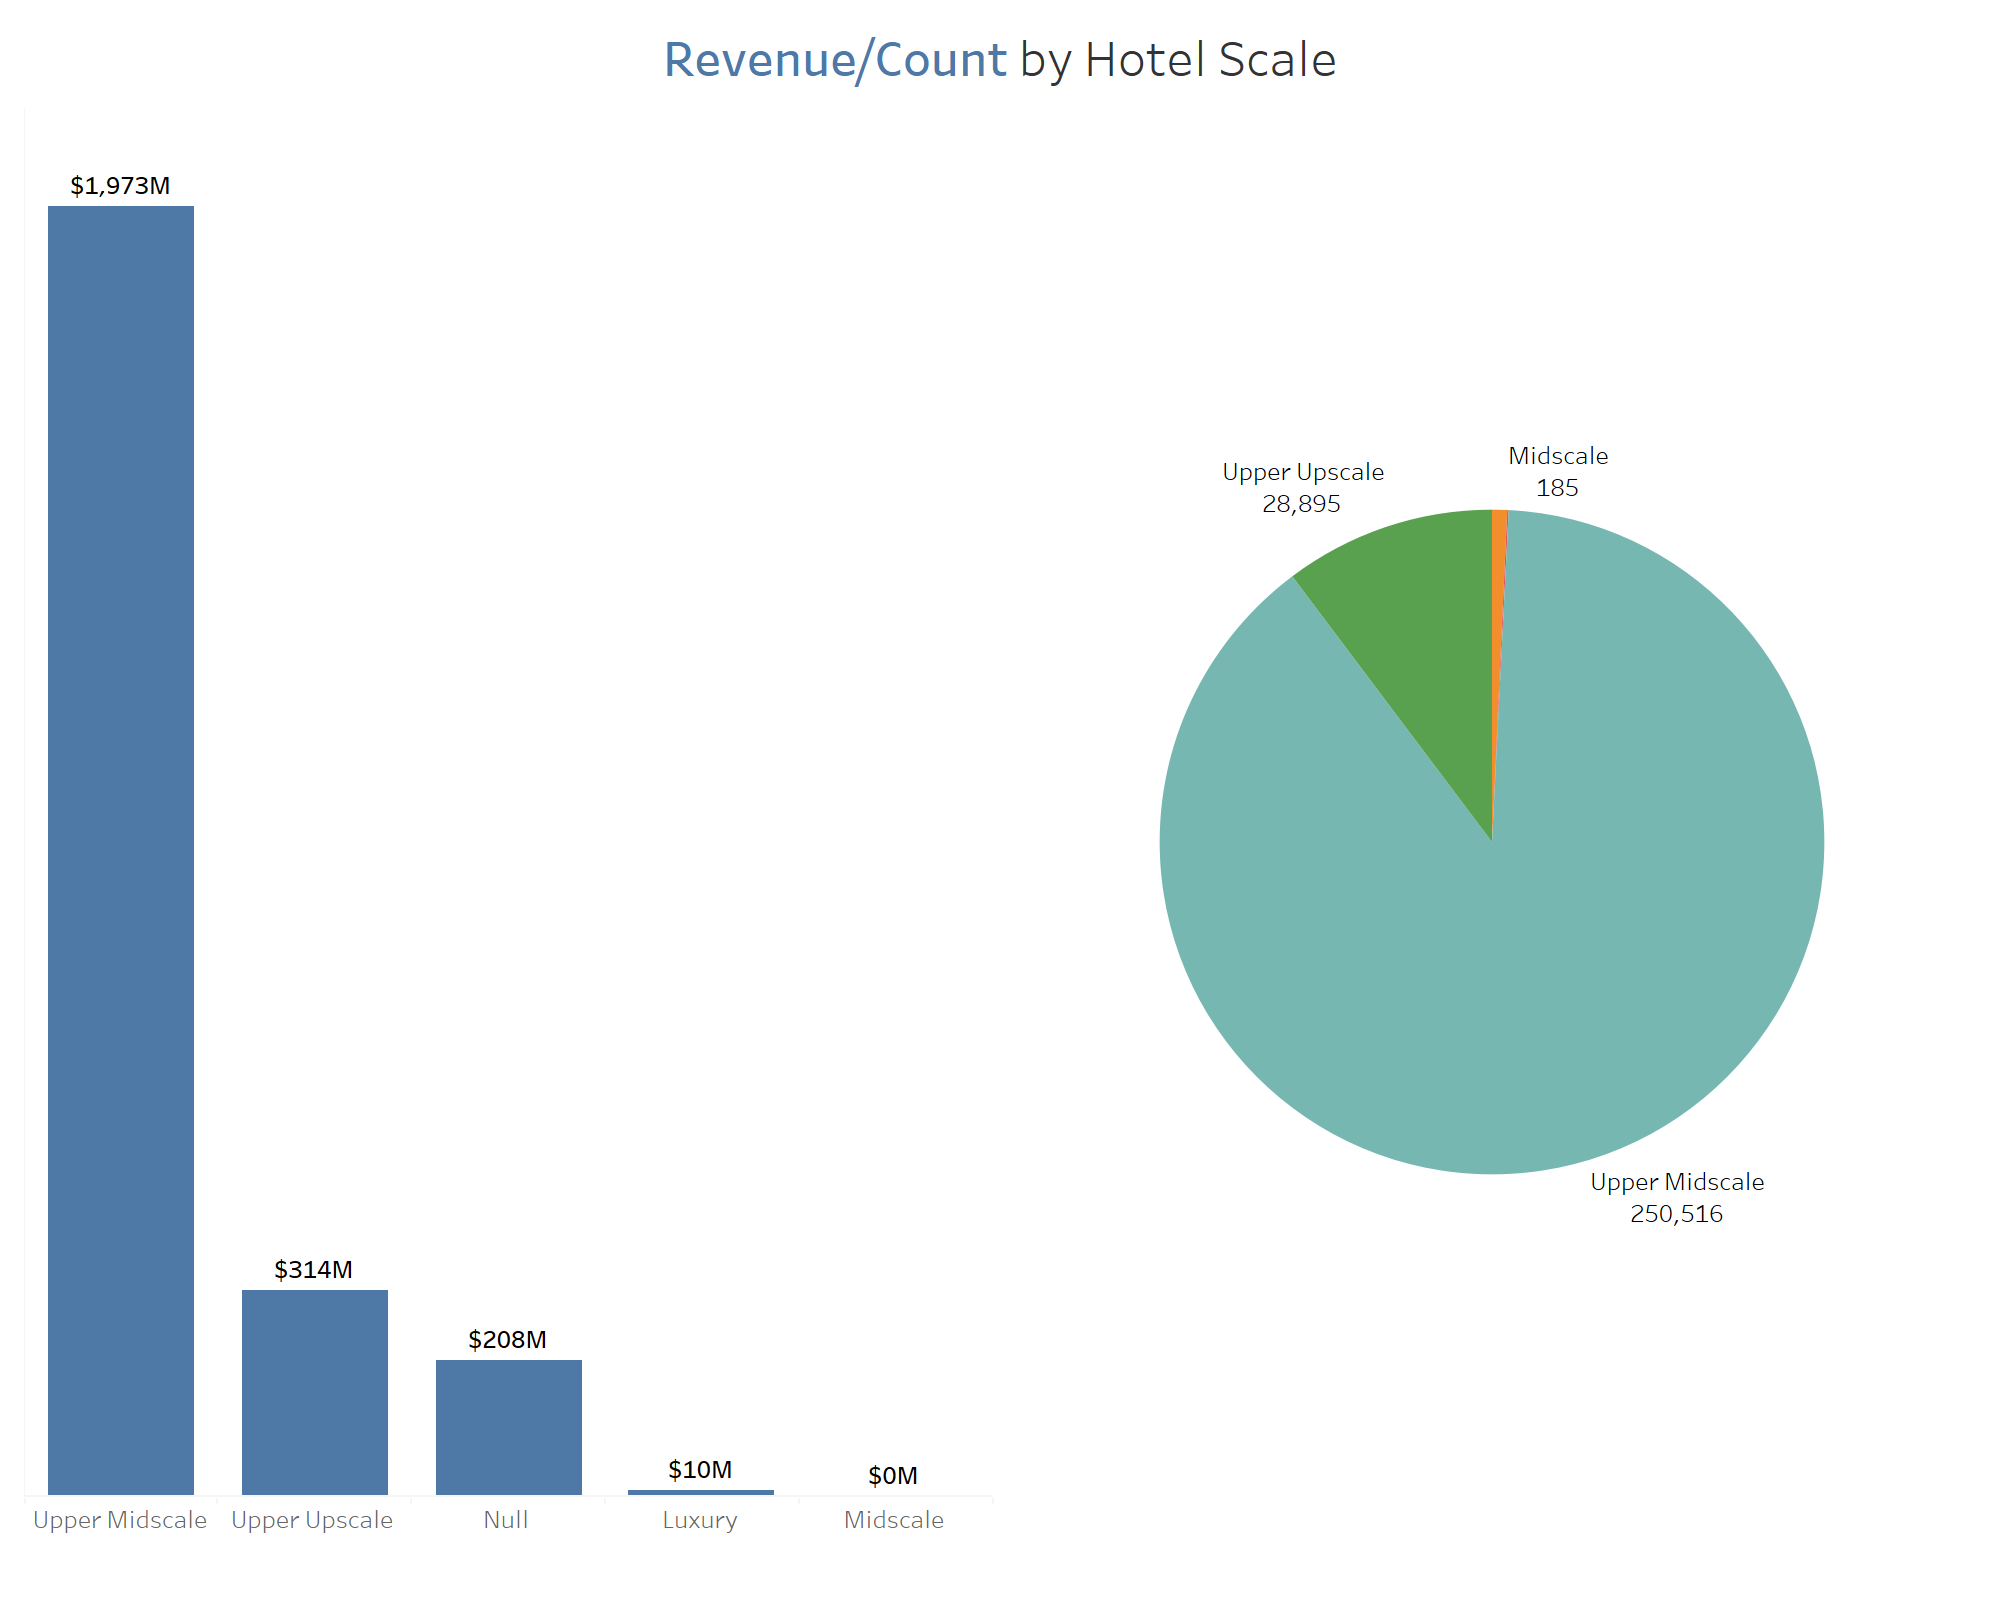 Revenue/Count by Hotel Scale
$1,973M
$314M
$208M
$10M
$0M
Upper Midscale
Upper Upscale
Null
Luxury
Midscale
Upper Upscale
28,895
Midscale
185
Upper Midscale
250,516